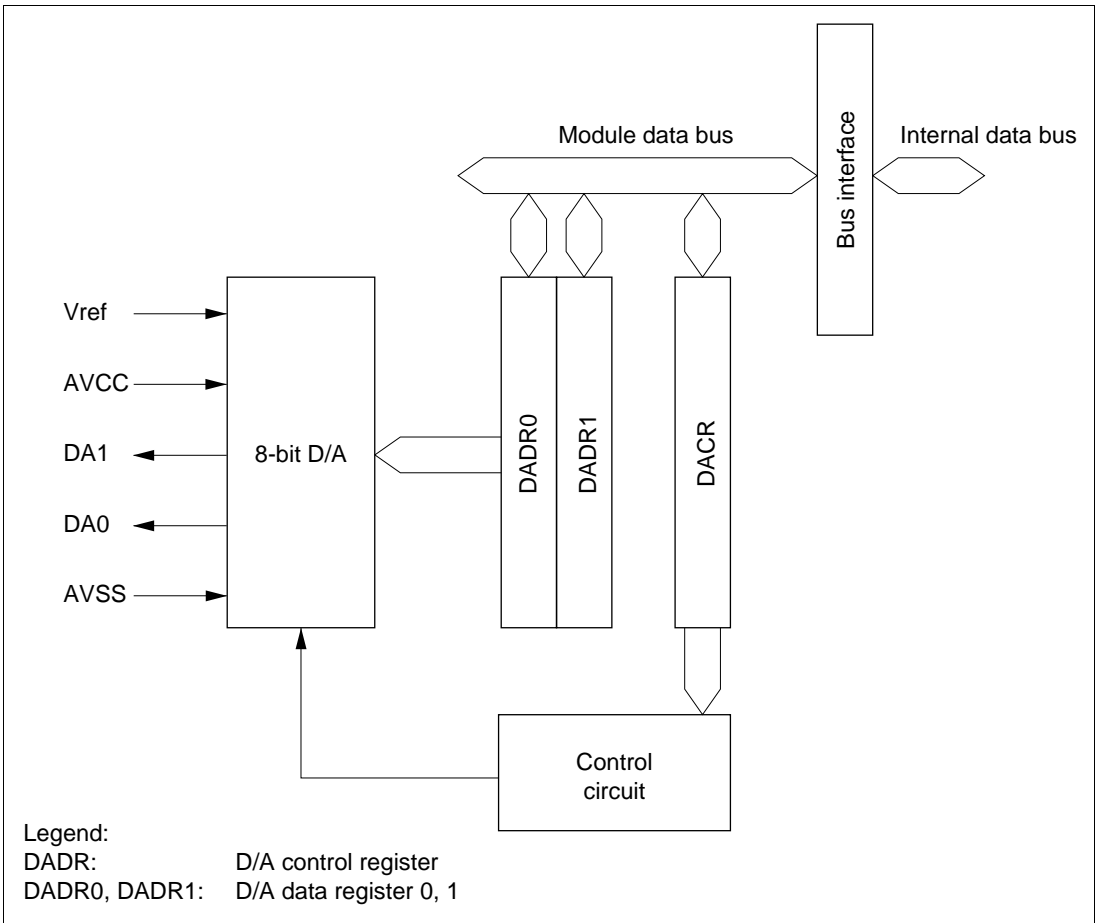 Module data bus
Internal data bus
Bus interface
Vref
AVCC
DA1
DA0
AVSS
8-bit D/A
DADR0
DADR1
DACR
Control
circuit
Legend:
DADR: D/A control register
DADR0, DADR1: D/A data register 0, 1